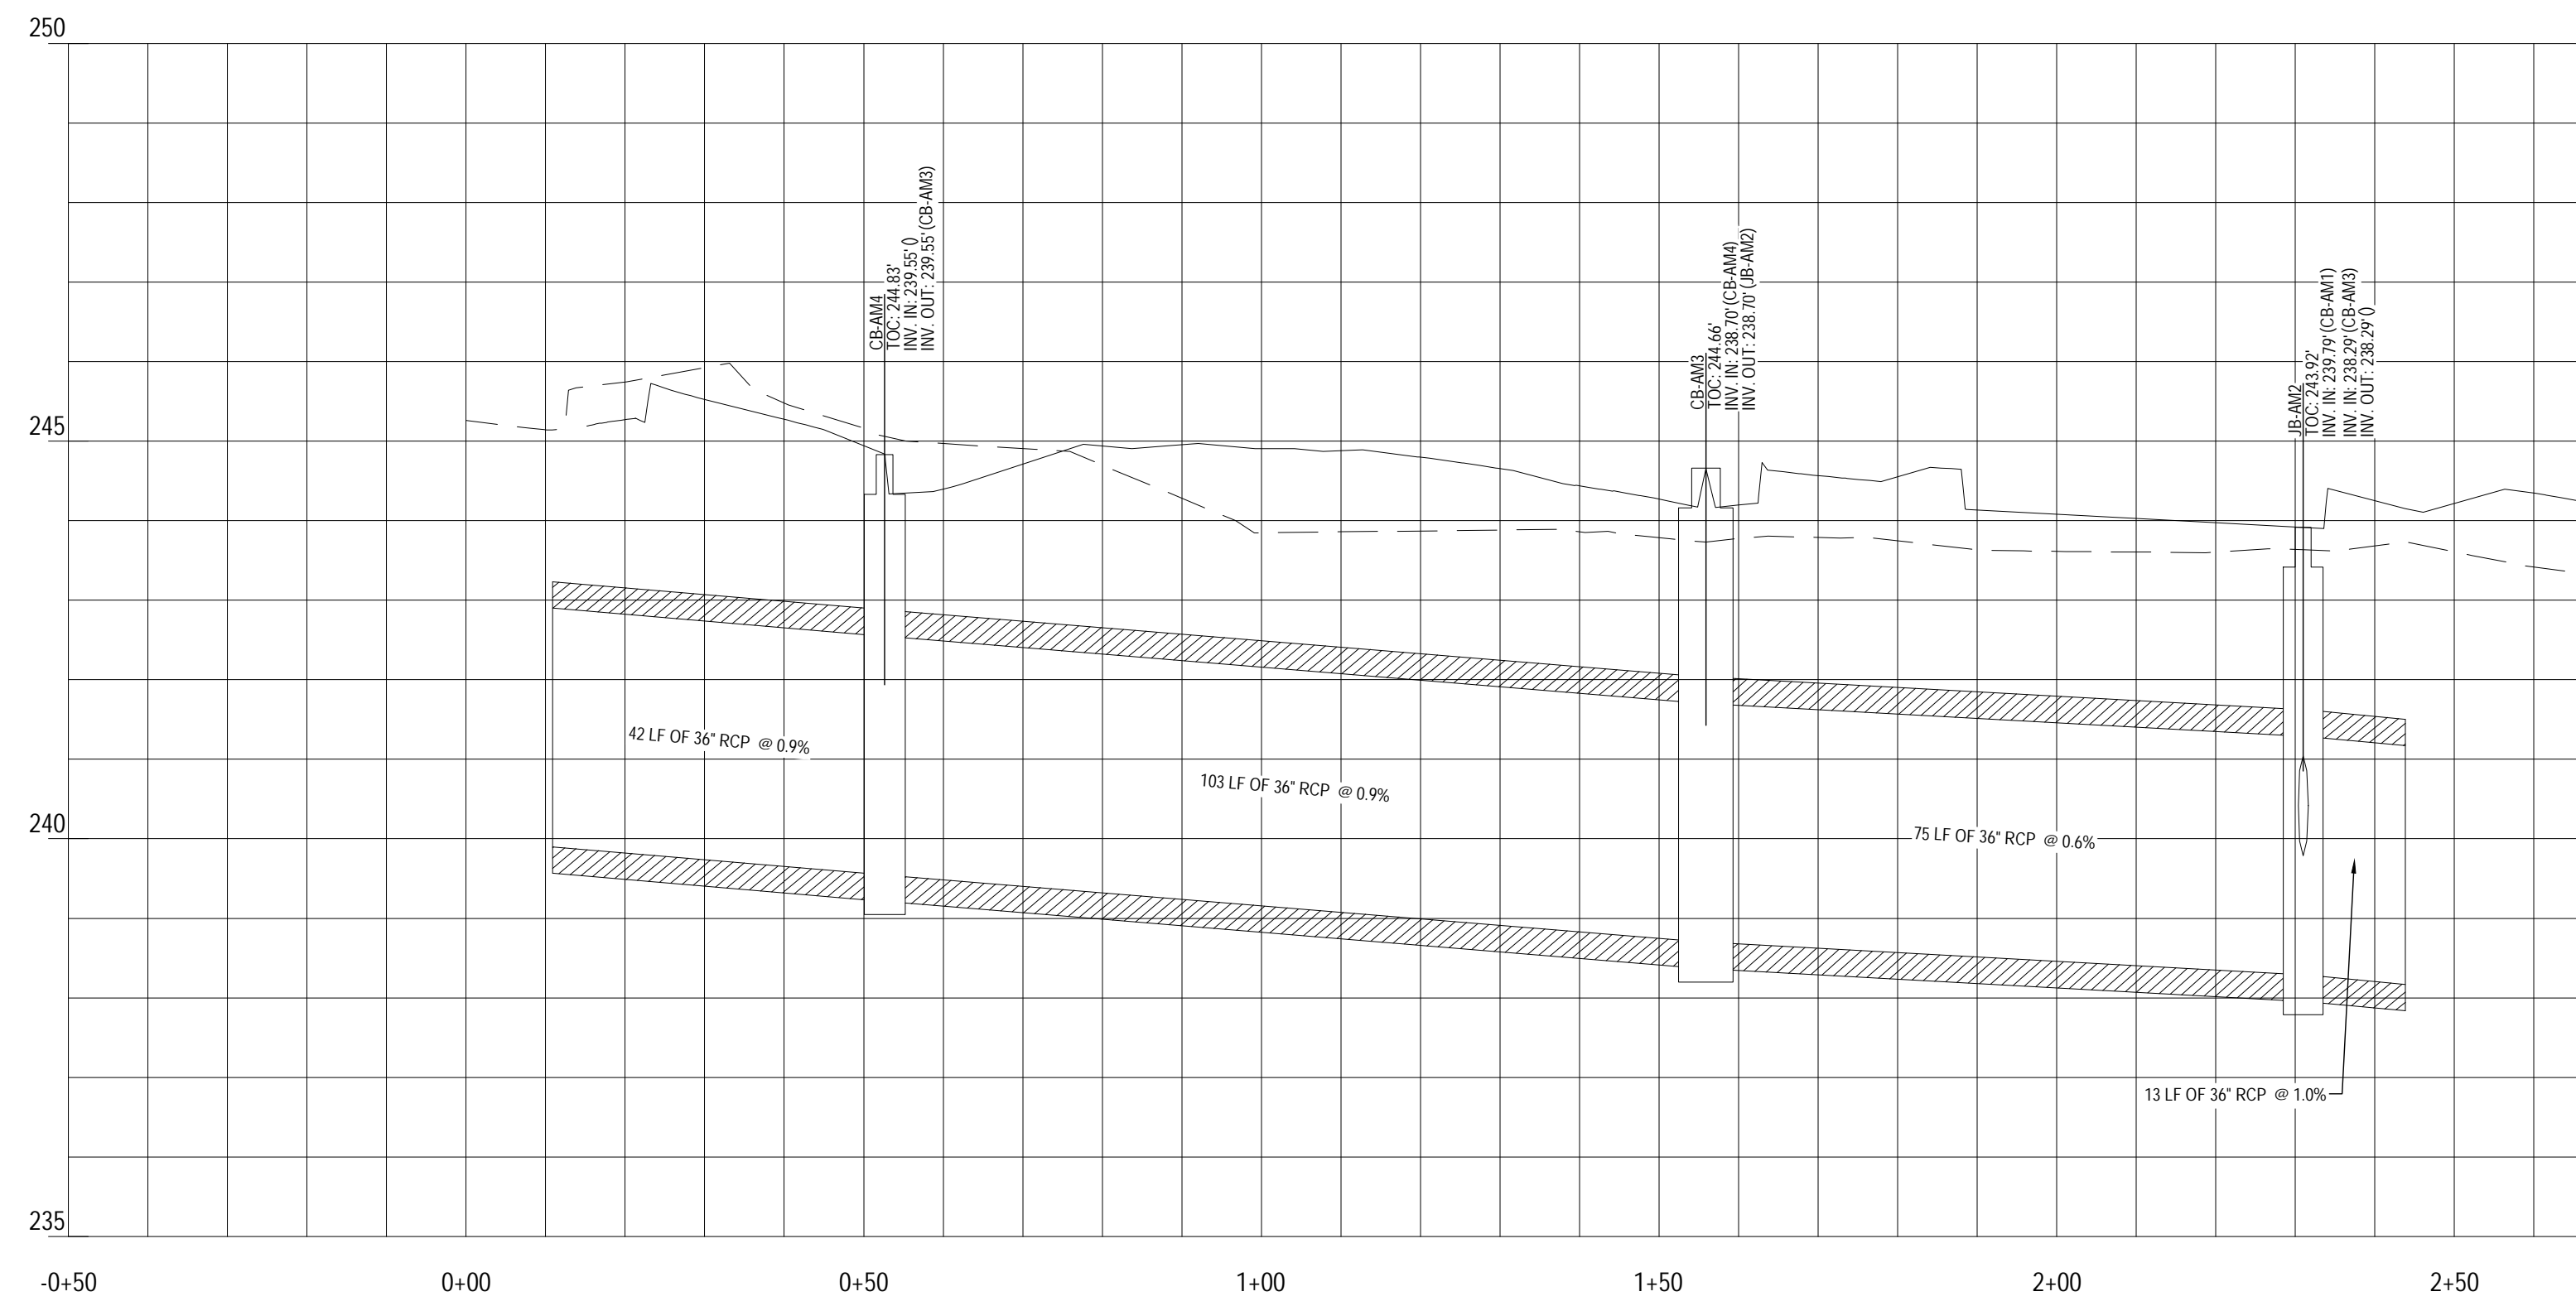 250
245
240
235
CB-AM4
TOC: 244.83'
INV. IN: 239.55' ()
INV. OUT: 239.55' (CB-AM3)
CB-AM3
TOC: 244.66'
INV. IN: 238.70' (CB-AM4)
INV. OUT: 238.70' (JB-AM2)
JB-AM2
TOC: 243.92'
INV. IN: 239.79' (CB-AM1)
INV. IN: 238.29' (CB-AM3)
INV. OUT: 238.29' ()
42 LF OF 36" RCP @ 0.9%
103 LF OF 36" RCP @ 0.9%
75 LF OF 36" RCP @ 0.6%
13 LF OF 36" RCP @ 1.0%
-0+50
0+00
0+50
1+00
1+50
2+00
2+50